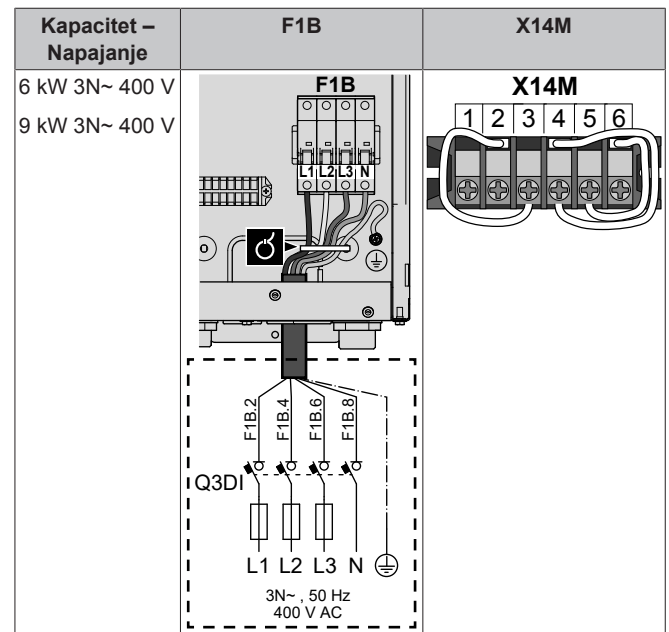 Kapacitet –
Napajanje
F1B
X14M
6 kW 3N~ 400 V
9 kW 3N~ 400 V
F1B
L1 L2 L3 N
X14M
1 2 3 4 5 6
F1B.2 F1B.4 F1B.6 F1B.8
Q3DI
L1 L2 L3 N
3N~ , 50 Hz
400 V AC